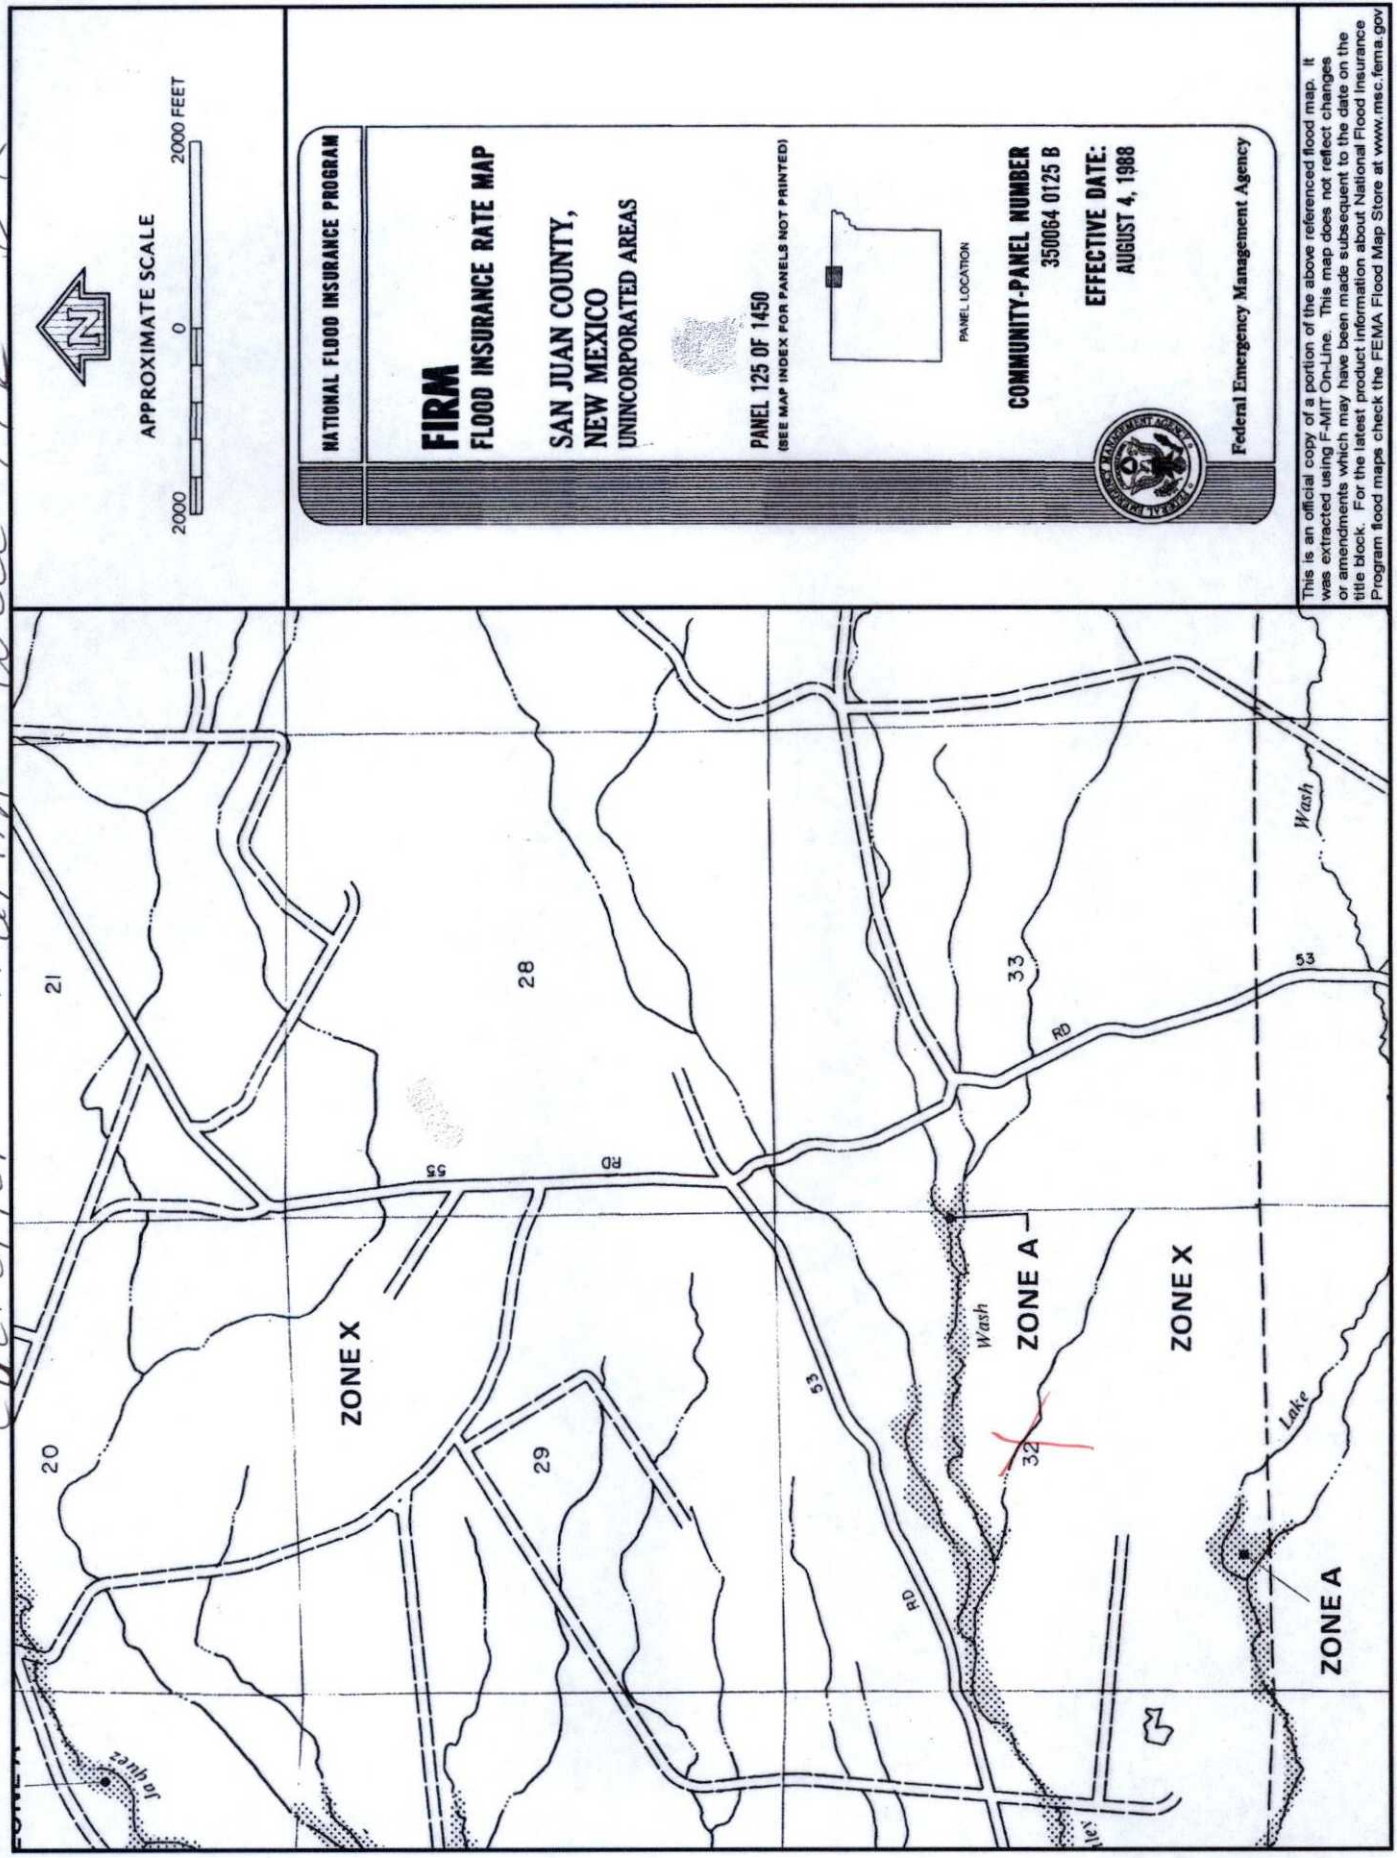 APPROXIMATE SCALE
2000 0 2000 FEET
N
NATIONAL FLOOD INSURANCE PROGRAM
FIRM
FLOOD INSURANCE RATE MAP
SAN JUAN COUNTY,
NEW MEXICO
UNINCORPORATED AREAS
PANEL 125 OF 1450
(SEE MAP INDEX FOR PANELS NOT PRINTED)
PANEL LOCATION
COMMUNITY-PANEL NUMBER
350064 0125 B
EFFECTIVE DATE:
AUGUST 4, 1988
FEDERAL EMERGENCY MANAGEMENT AGENCY
Federal Emergency Management Agency
This is an official copy of a portion of the above referenced flood map. It
was extracted using F-MIT On-Line. This map does not reflect changes
or amendments which may have been made subsequent to the date on the
title block. For the latest product information about National Flood Insurance
Program flood maps check the FEMA Flood Map Store at www.msc.fema.gov
20
21
Jaquez
ZONE X
55
RD
28
29
53
RD
33
RD
53
Wash
ZONE A
32
ZONE X
Wash
Lake
ZONE A